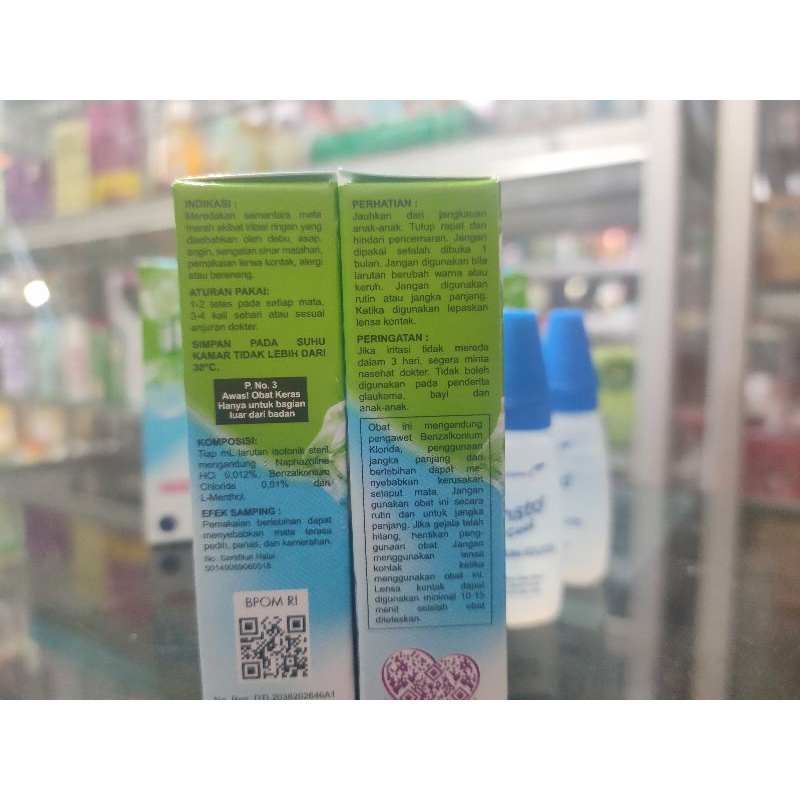 INDIKASI :
Meredakan sementara mata
merah akibat iritasi ringan yang
disebabkan oleh debu, asap,
angin, sengatan sinar matahari,
pemakaian lensa kontak, alergi
atau berenang.
ATURAN PAKAI:
1-2 tetes pada setiap mata,
3-4 kali sehari atau sesuai
anjuran dokter.
SIMPAN PADA SUHU
KAMAR TIDAK LEBIH DARI
30°C.
P. No. 3
Awas! Obat Keras
Hanya untuk bagian
luar dari badan
KOMPOSISI:
Tiap mL larutan isotonik steril
mengandung : Naphazoline
HCl 0,012%, Benzalkonium
Chloride 0,01% dan
L-Menthol.
EFEK SAMPING :
Pemakaian berlebihan dapat
menyebabkan mata terasa
pedih, panas, dan kemerahan.
No. Sertifikat Halal
BPOM RI
No. Reg. DTL2038202646A1
PERHATIAN :
Jauhkan dari jangkauan
anak-anak. Tutup rapat dan
hindari pencemaran. Jangan
dipakai setelah dibuka 1
bulan. Jangan digunakan bila
larutan berubah warna atau
keruh. Jangan digunakan
rutin atau jangka panjang.
Ketika digunakan lepaskan
lensa kontak.
PERINGATAN :
Jika iritasi tidak mereda
dalam 3 hari, segera minta
nasehat dokter. Tidak boleh
digunakan pada penderita
glaukoma, bayi dan
anak-anak.
Obat ini mengandung
pengawet Benzalkonium
Klorida, penggunaan
jangka panjang dan
berlebihan dapat me-
nyebabkan kerusakan
selaput mata. Jangan
gunakan obat ini secara
rutin dan untuk jangka
panjang. Jika gejala telah
hilang, hentikan peng-
gunaan obat. Jangan
menggunakan lensa
kontak ketika
menggunakan obat ini.
Lensa kontak dapat
digunakan minimal 10-15
menit setelah obat
diteteskan.